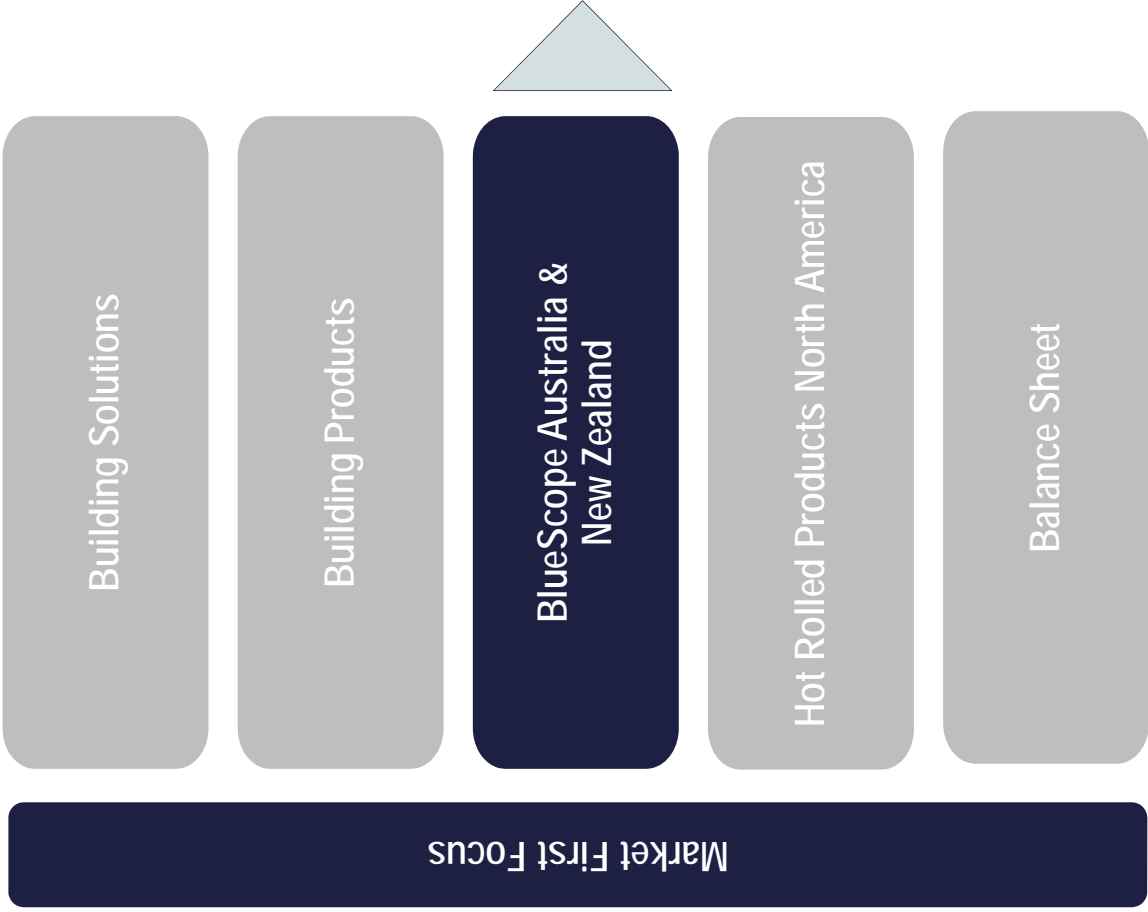 Building Solutions
Building Products
BlueScope Australia &
New Zealand
Hot Rolled Products North America
Balance Sheet
Market First Focus